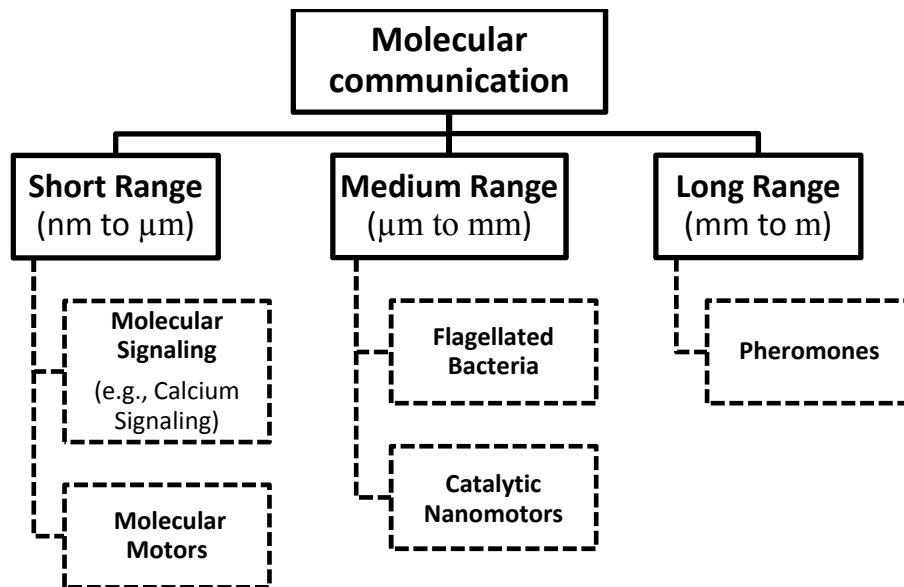 Molecular
communication
Short Range
(nm to µm)
Medium Range
(µm to mm)
Long Range
(mm to m)
Molecular
Signaling
(e.g., Calcium
Signaling)
Flagellated
Bacteria
Pheromones
Molecular
Motors
Catalytic
Nanomotors